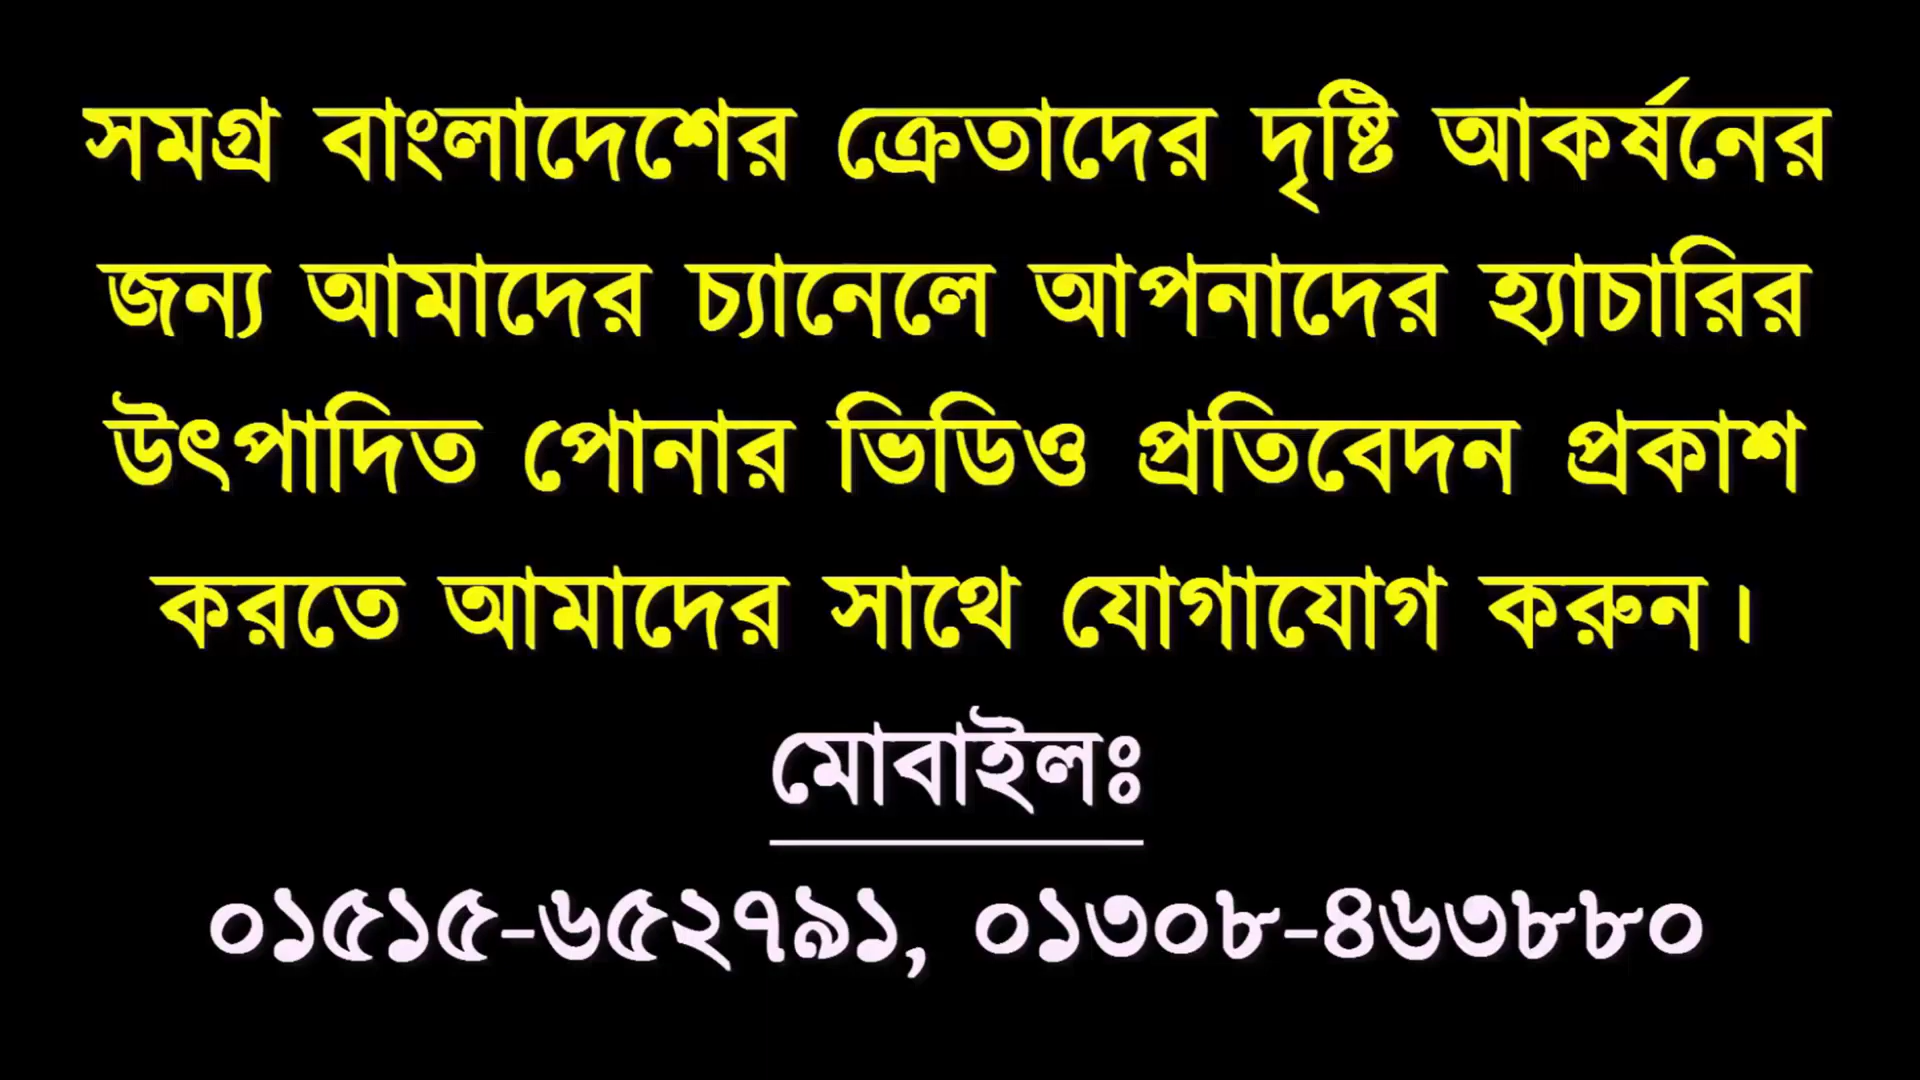 সমগ্র বাংলাদেশের ক্রেতাদের দৃষ্টি আকর্ষনের
জন্য আমাদের চ্যানেলে আপনাদের হ্যাচারির
উৎপাদিত পোনার ভিডিও প্রতিবেদন প্রকাশ
করতে আমাদের সাথে যোগাযোগ করুন।
মোবাইলঃ
০১৫১৫-৬৫২৭৯১, ০১৩০৮-৪৬৩৮৮০